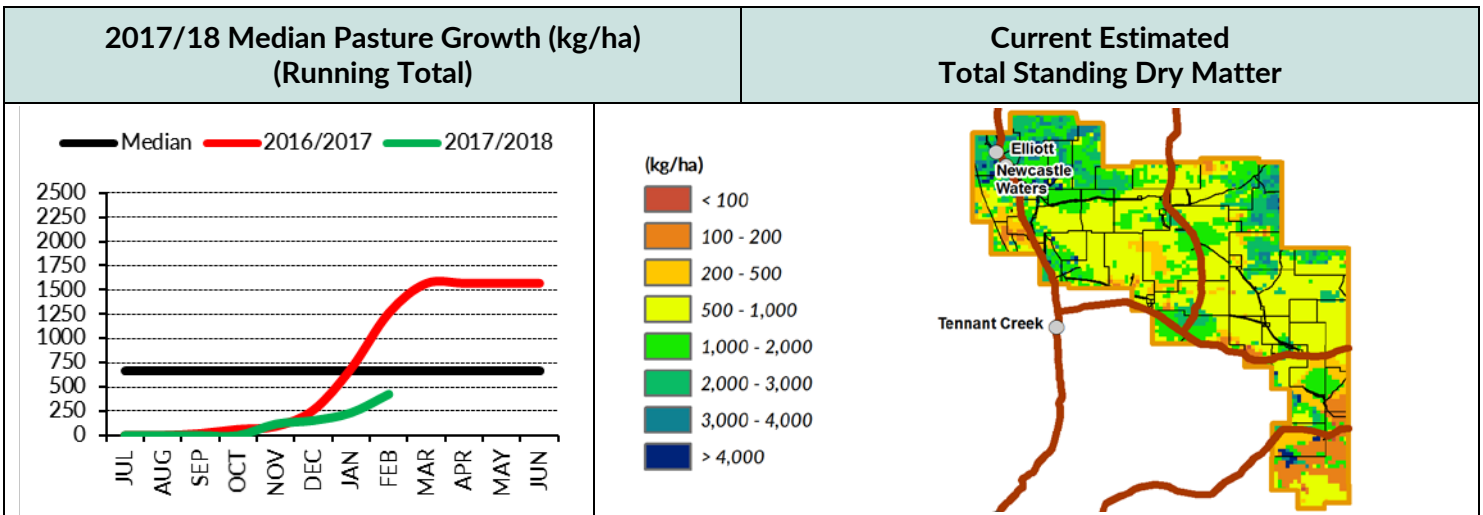 2017/18 Median Pasture Growth (kg/ha)
(Running Total)
Current Estimated
Total Standing Dry Matter
Median 2016/2017 2017/2018
2500
2250
2000
1750
1500
1250
1000
750
500
250
0
JUL
AUG
SEP
OCT
NOV
DEC
JAN
FEB
MAR
APR
MAY
JUN
(kg/ha)
< 100
100 - 200
200 - 500
500 - 1,000
1,000 - 2,000
2,000 - 3,000
3,000 - 4,000
> 4,000
Elliott
Newcastle
Waters
Tennant Creek